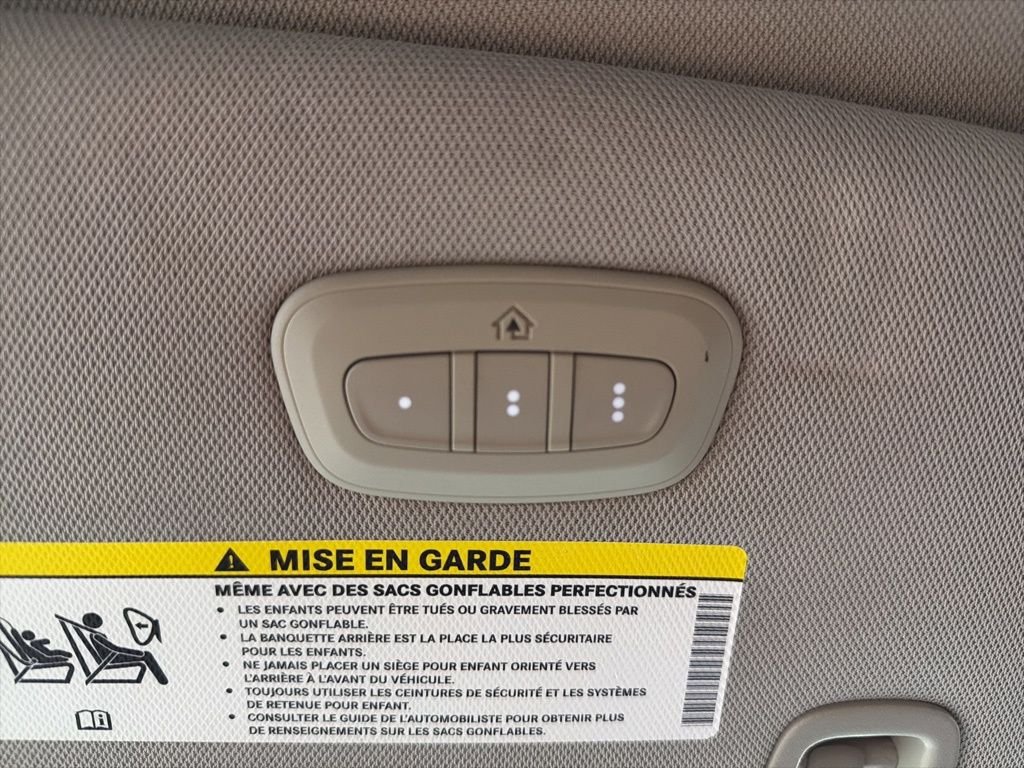 MISE EN GARDE
MÊME AVEC DES SACS GONFLABLES PERFECTIONNÉS
• LES ENFANTS PEUVENT ÊTRE TUÉS OU GRAVEMENT BLESSÉS PAR
UN SAC GONFLABLE.
• LA BANQUETTE ARRIÈRE EST LA PLACE LA PLUS SÉCURITAIRE
POUR LES ENFANTS.
• NE JAMAIS PLACER UN SIÈGE POUR ENFANT ORIENTÉ VERS
L'ARRIÈRE À L'AVANT DU VÉHICULE.
• TOUJOURS UTILISER LES CEINTURES DE SÉCURITÉ ET LES SYSTÈMES
DE RETENUE POUR ENFANT.
• CONSULTER LE GUIDE DE L'AUTOMOBILISTE POUR OBTENIR PLUS
DE RENSEIGNEMENTS SUR LES SACS GONFLABLES.